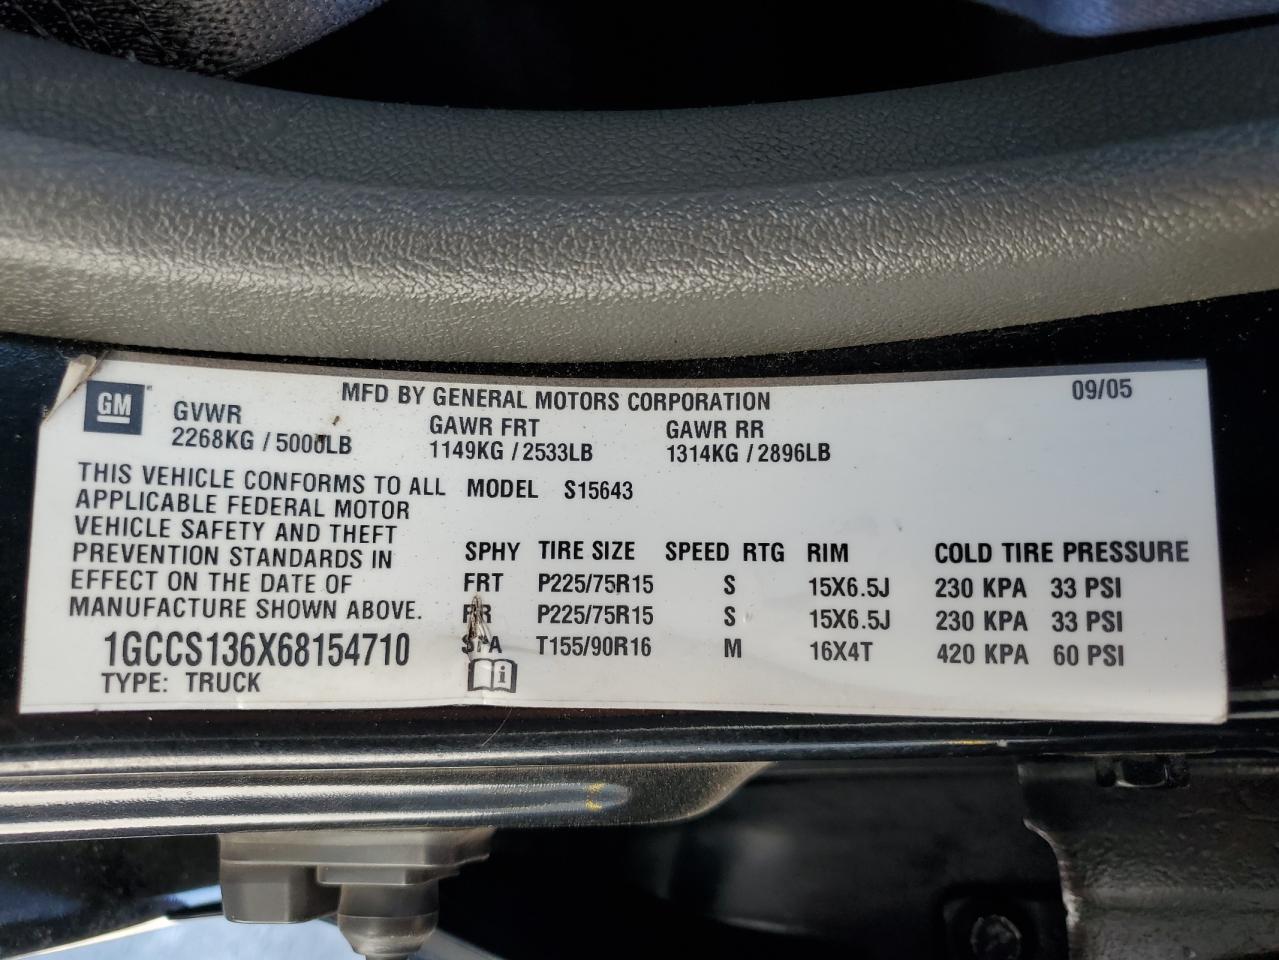 MFD BY GENERAL MOTORS CORPORATION 09/05
GM
GVWR GAWR FRT GAWR RR
2268KG / 5000LB 1149KG / 2533LB 1314KG / 2896LB
THIS VEHICLE CONFORMS TO ALL
APPLICABLE FEDERAL MOTOR
VEHICLE SAFETY AND THEFT
PREVENTION STANDARDS IN
EFFECT ON THE DATE OF
MANUFACTURE SHOWN ABOVE.
1GCCS136X68154710
TYPE: TRUCK
MODEL S15643
SPHY TIRE SIZE SPEED RTG RIM COLD TIRE PRESSURE
FRT P225/75R15 S 15X6.5J 230 KPA 33 PSI
RR P225/75R15 S 15X6.5J 230 KPA 33 PSI
SPA T155/90R16 M 16X4T 420 KPA 60 PSI